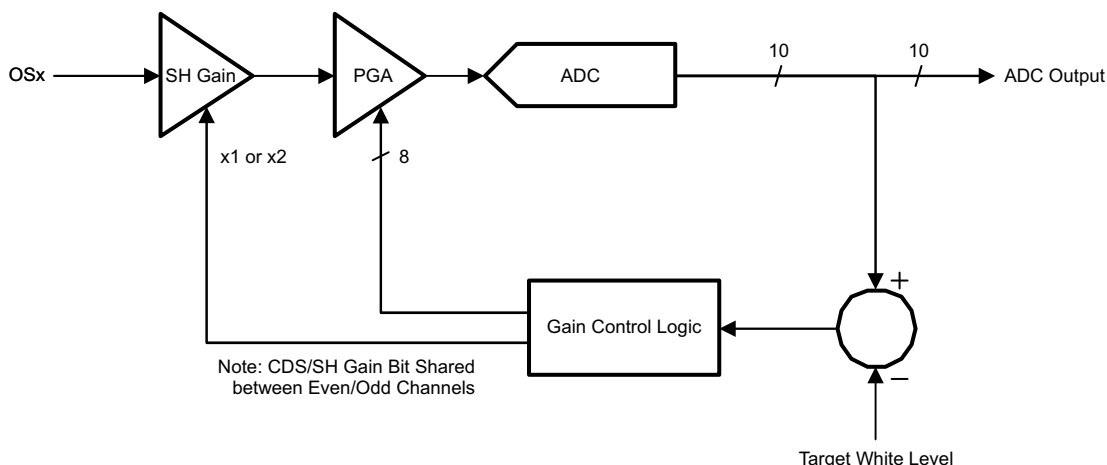 10
10
OSx
SH Gain
PGA
ADC
ADC Output
x1 or x2
8
+
Gain Control Logic
Note: CDS/SH Gain Bit Shared
between Even/Odd Channels
−
Target White Level